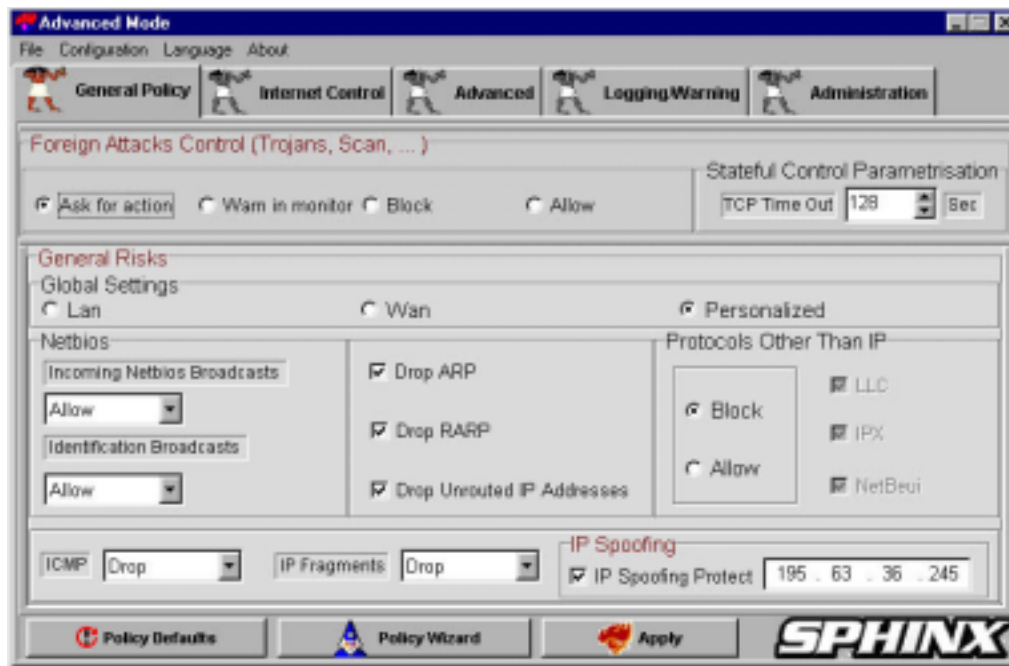 Advanced Mode
File Configuration Language About
General Policy Internet Control Advanced Logging/Warning Administration
Foreign Attacks Control (Trojans, Scan, ... )
Ask for action Warn in monitor Block Allow
Stateful Control Parametrisation
TCP Time Out 128 Sec
General Risks
Global Settings
Lan Wan Personalized
Netbios
Incoming Netbios Broadcasts
Allow
Identification Broadcasts
Allow
Drop ARP
Drop RARP
Drop Unrouted IP Addresses
Protocols Other Than IP
Block
Allow
LLC
IPX
NetBeui
ICMP Drop IP Fragments Drop
IP Spoofing
IP Spoofing Protect 195 . 63 . 36 . 245
Policy Defaults Policy Wizard Apply SPHINX